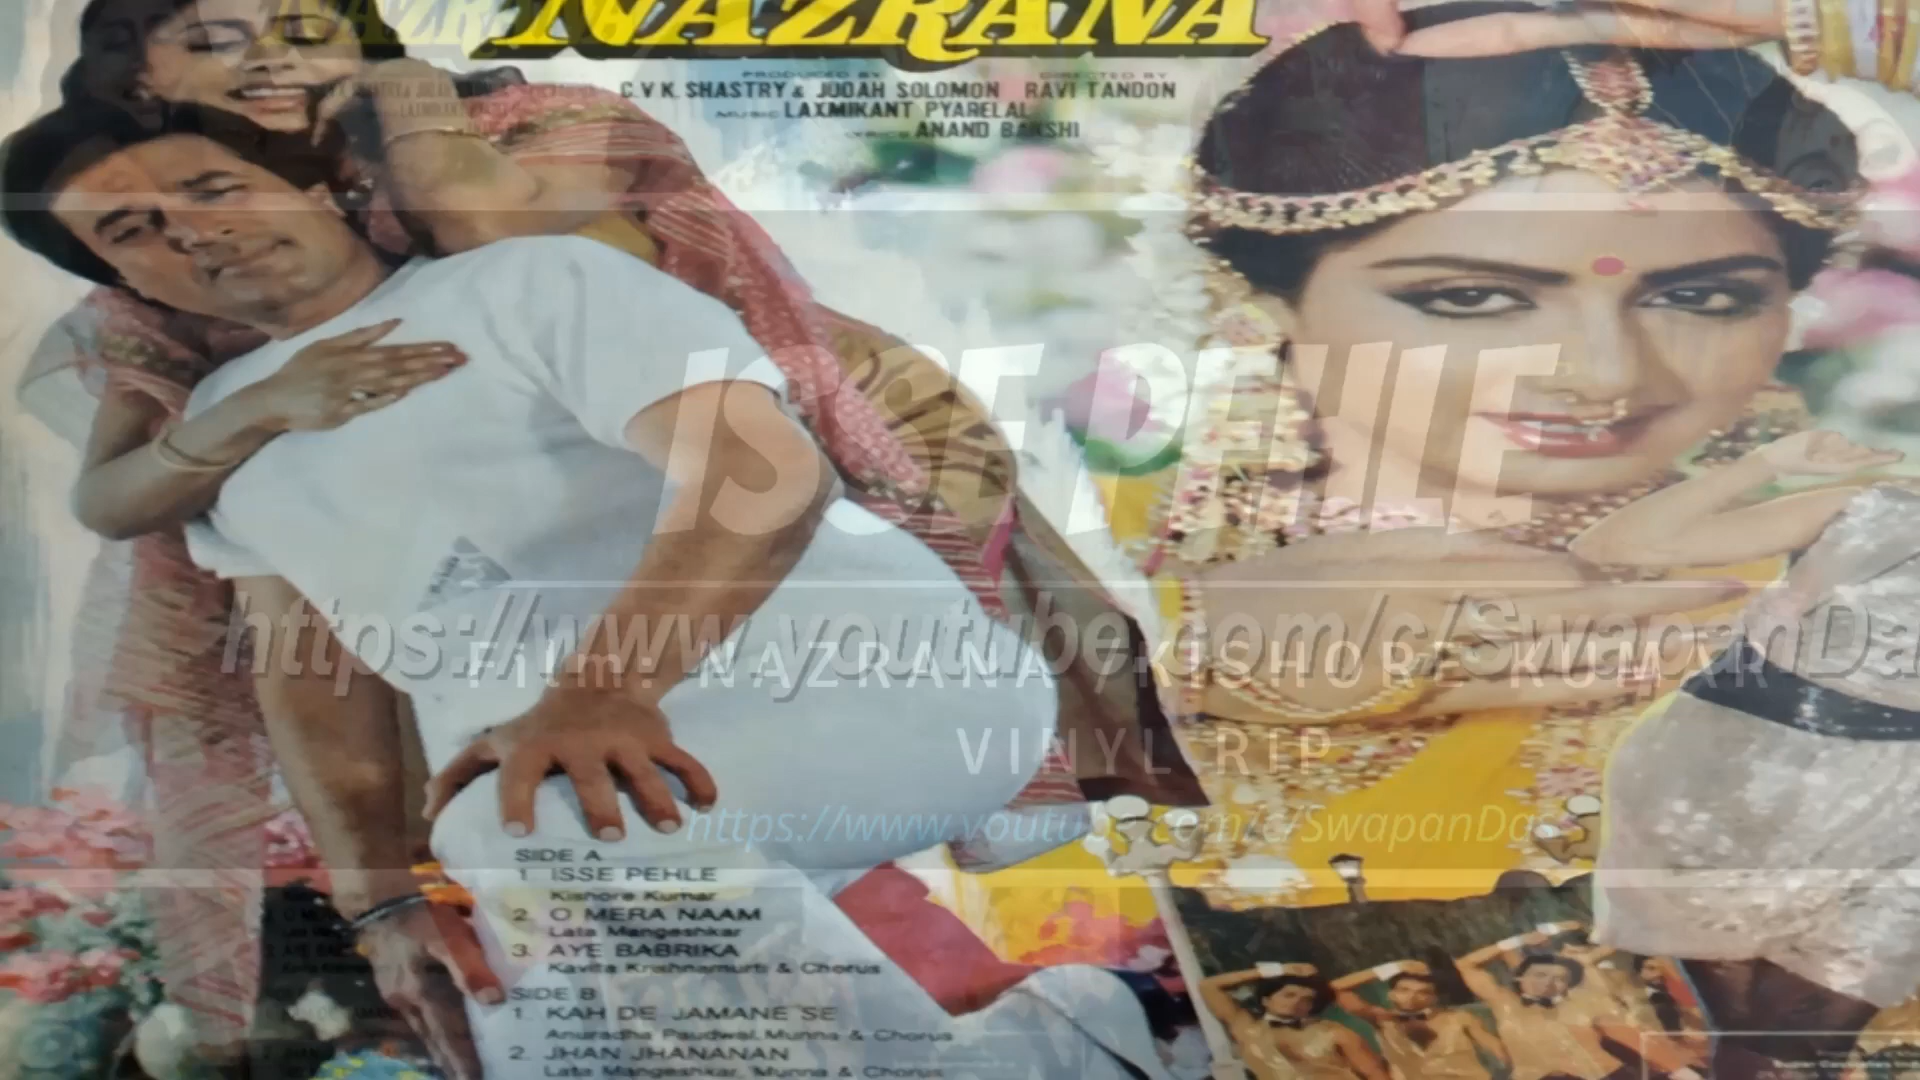 NAZRANA
PRODUCED BY DIRECTED BY
C.V.K. SHASTRY & JUDAH SOLOMON RAVI TANDON
MUSIC LAXMIKANT PYARELAL
LYRICS ANAND BAKSHI
ISSE PEHLE
https://www.youtube.com/c/SwapanDa
Film: NAZRANA /KISHORE KUMAR
VINYL RIP
https://www.youtube.com/c/SwapanDas
SIDE A
1 ISSE PEHLE
Kishore Kumar
2. O MERA NAAM
Lata Mangeshkar
3. AYE BABRIKA
Kavita Krishnamurti & Chorus
SIDE B
1. KAH DE JAMANE SE
Anuradha Paudwal, Munna & Chorus
2. JHAN JHANANAN
Lata Mangeshkar, Munna & Chorus